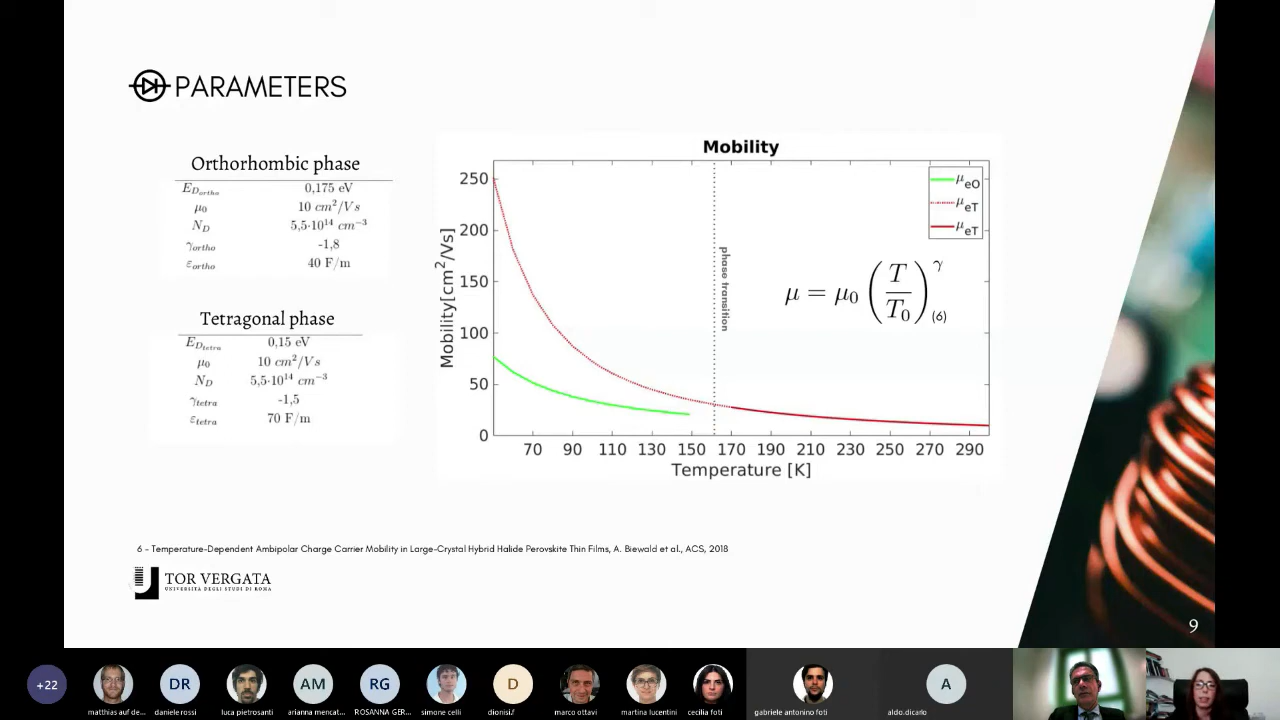 PARAMETERS
Orthorhombic phase
E_Dortho 0,175 eV
μ0 10 cm²/Vs
N_D 5,5·10¹⁴ cm⁻³
γortho -1,8
εortho 40 F/m
Tetragonal phase
E_Dtetra 0,15 eV
μ0 10 cm²/Vs
N_D 5,5·10¹⁴ cm⁻³
γtetra -1,5
εtetra 70 F/m
Mobility
Mobility[cm²/Vs]
250
200
150
100
50
0
70 90 110 130 150 170 190 210 230 250 270 290
Temperature [K]
phase transition
μeO
μeT
μeT
μ = μ0 (T/T0)^γ (6)
6 - Temperature-Dependent Ambipolar Charge Carrier Mobility in Large-Crystal Hybrid Halide Perovskite Thin Films, A. Biewald et al., ACS, 2018
TOR VERGATA
UNIVERSITÀ DEGLI STUDI DI ROMA
9
+22 DR AM RG D A
matthias auf de... daniele rossi luca pietrosanti arianna mencat... ROSANNA GER... simone celli dionisi.f marco ottavi martina lucentini cecilia foti gabriele antonino foti aldo.dicarlo